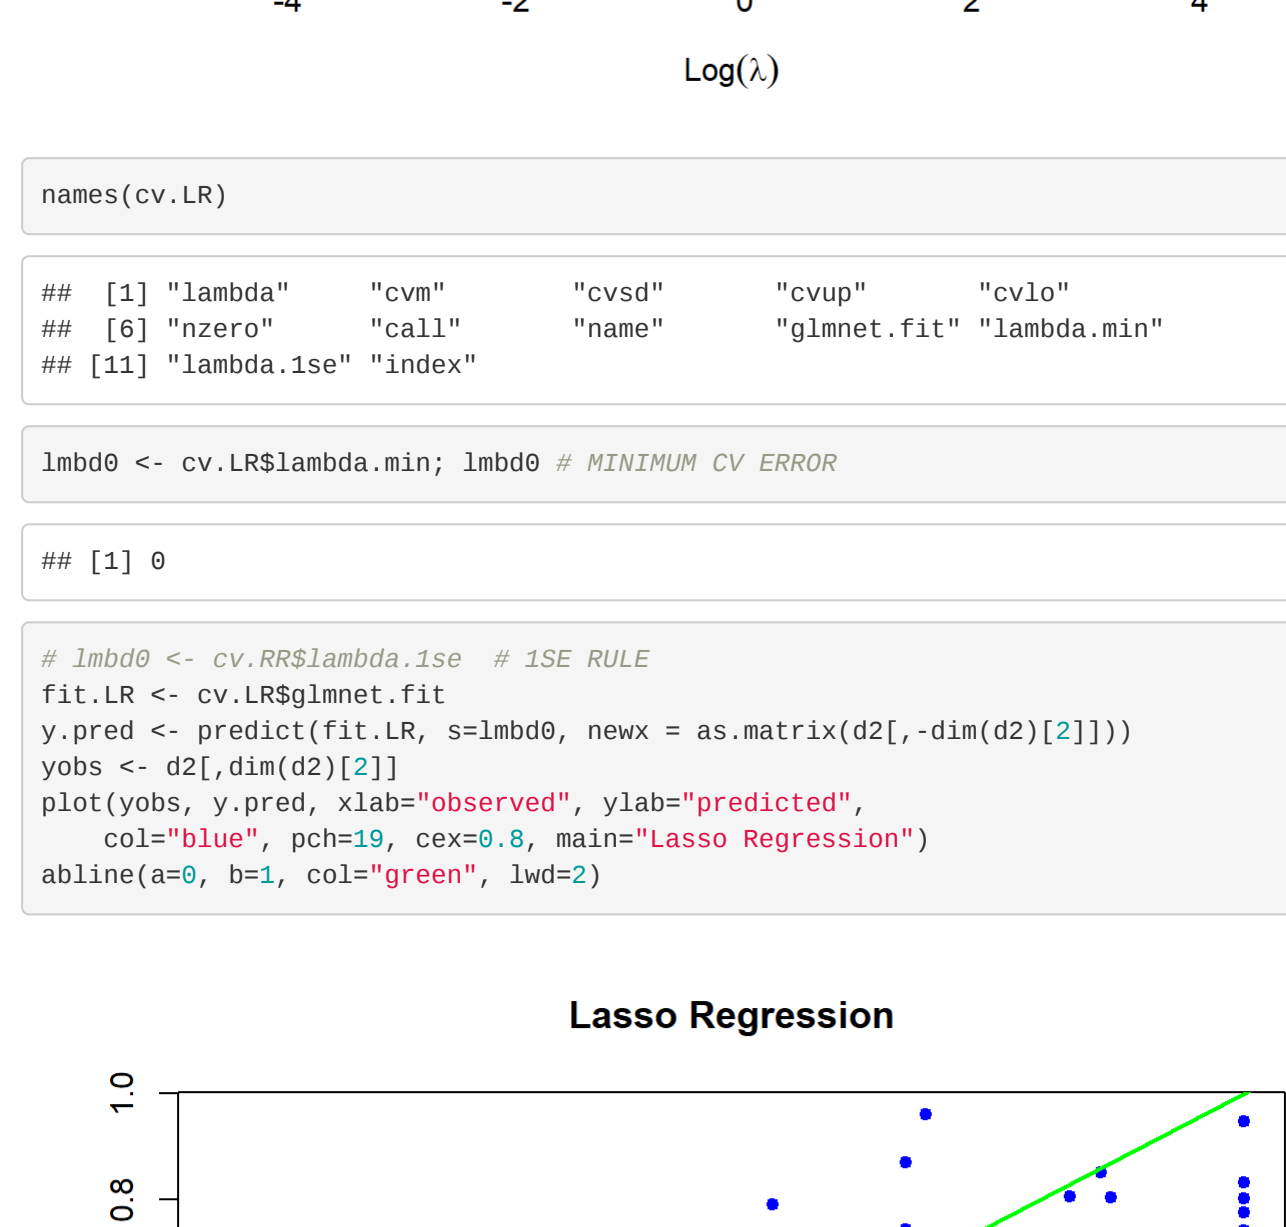 -4 -2 0 2 4
Log(λ)
names(cv.LR)
##  [1] "lambda"     "cvm"        "cvsd"       "cvup"       "cvlo"
##  [6] "nzero"      "call"       "name"       "glmnet.fit" "lambda.min"
## [11] "lambda.1se" "index"
lmbd0 <- cv.LR$lambda.min; lmbd0 # MINIMUM CV ERROR
## [1] 0
# lmbd0 <- cv.RR$lambda.1se  # 1SE RULE
fit.LR <- cv.LR$glmnet.fit
y.pred <- predict(fit.LR, s=lmbd0, newx = as.matrix(d2[,-dim(d2)[2]]))
yobs <- d2[,dim(d2)[2]]
plot(yobs, y.pred, xlab="observed", ylab="predicted",
    col="blue", pch=19, cex=0.8, main="Lasso Regression")
abline(a=0, b=1, col="green", lwd=2)
Lasso Regression
1.0
0.8